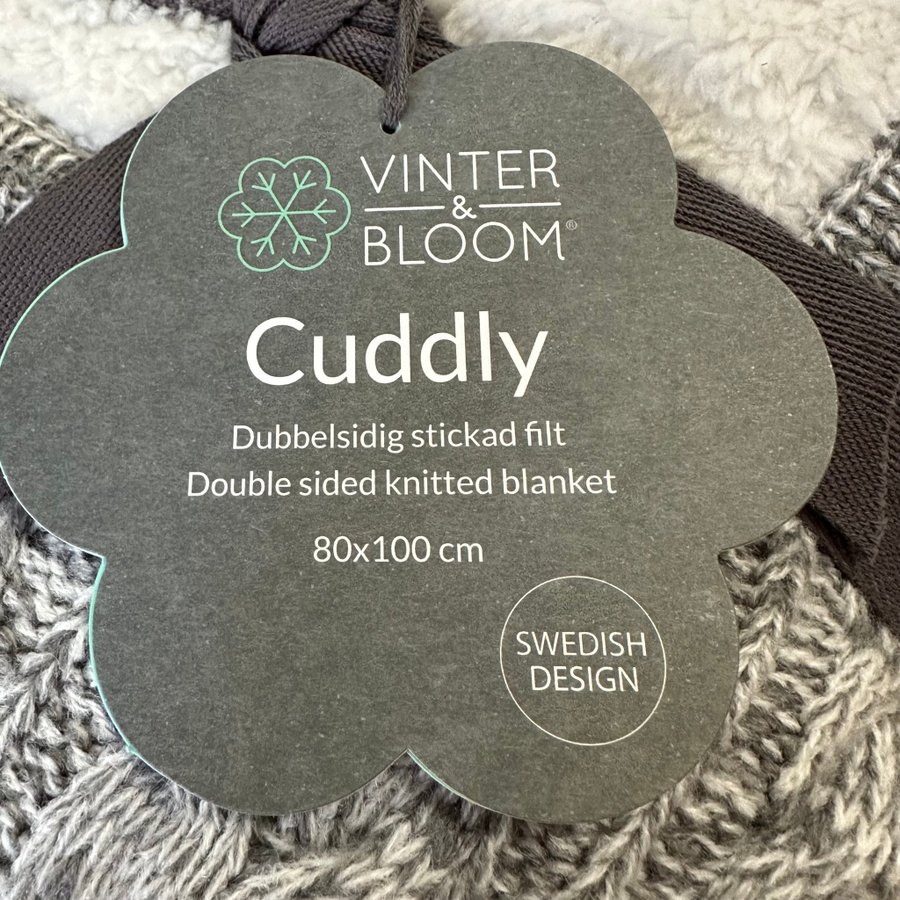 VINTER
&
BLOOM®
Cuddly
Dubbelsidig stickad filt
Double sided knitted blanket
80x100 cm
SWEDISH
DESIGN